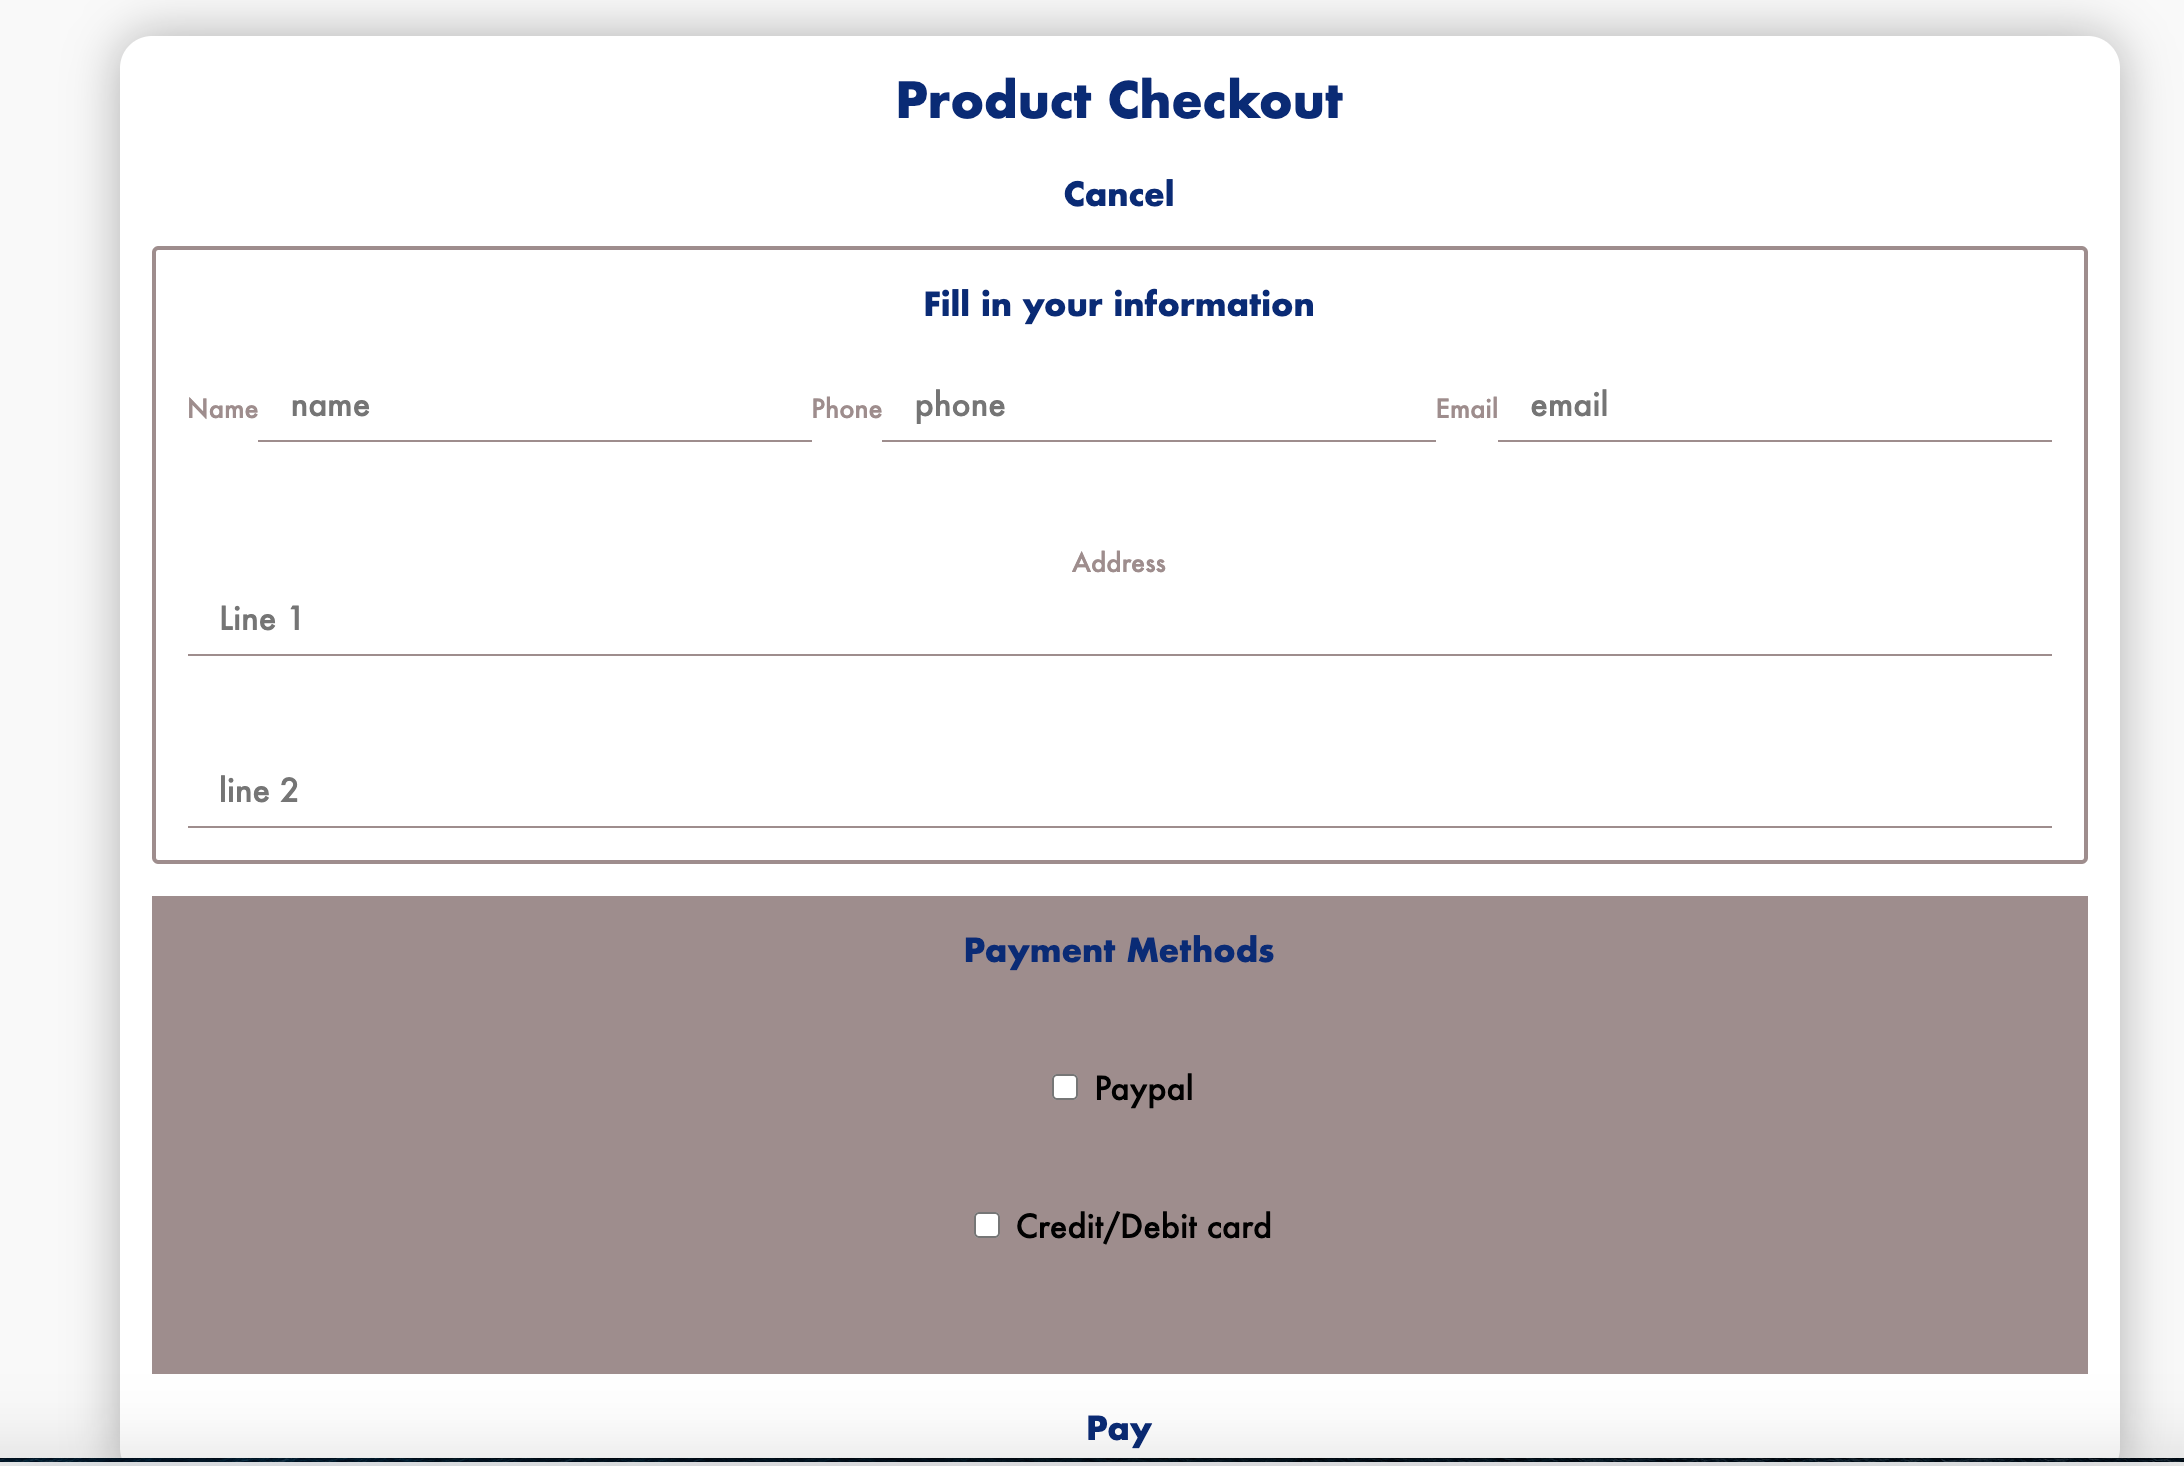 Product Checkout
Cancel
Fill in your information
Name name Phone phone Email email
Address
Line 1
line 2
Payment Methods
Paypal
Credit/Debit card
Pay